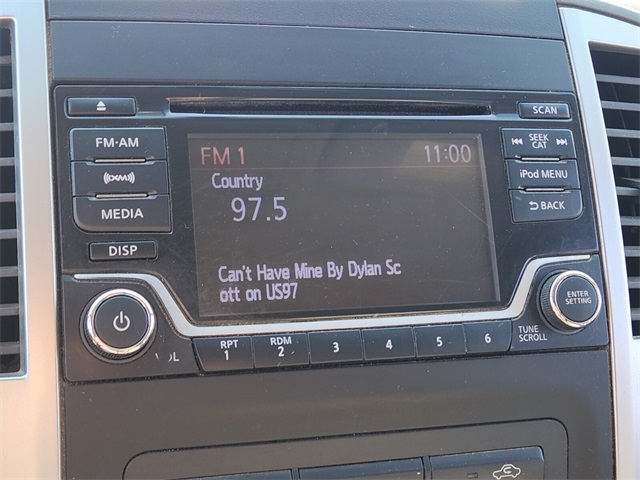 SCAN
FM·AM
SEEK
CAT
FM 1
11:00
Country
97.5
XM
iPod MENU
MEDIA
BACK
DISP
Can't Have Mine By Dylan Sc
ott on US97
ENTER
SETTING
VOL
RPT
1
RDM
2
3
4
5
6
TUNE
SCROLL